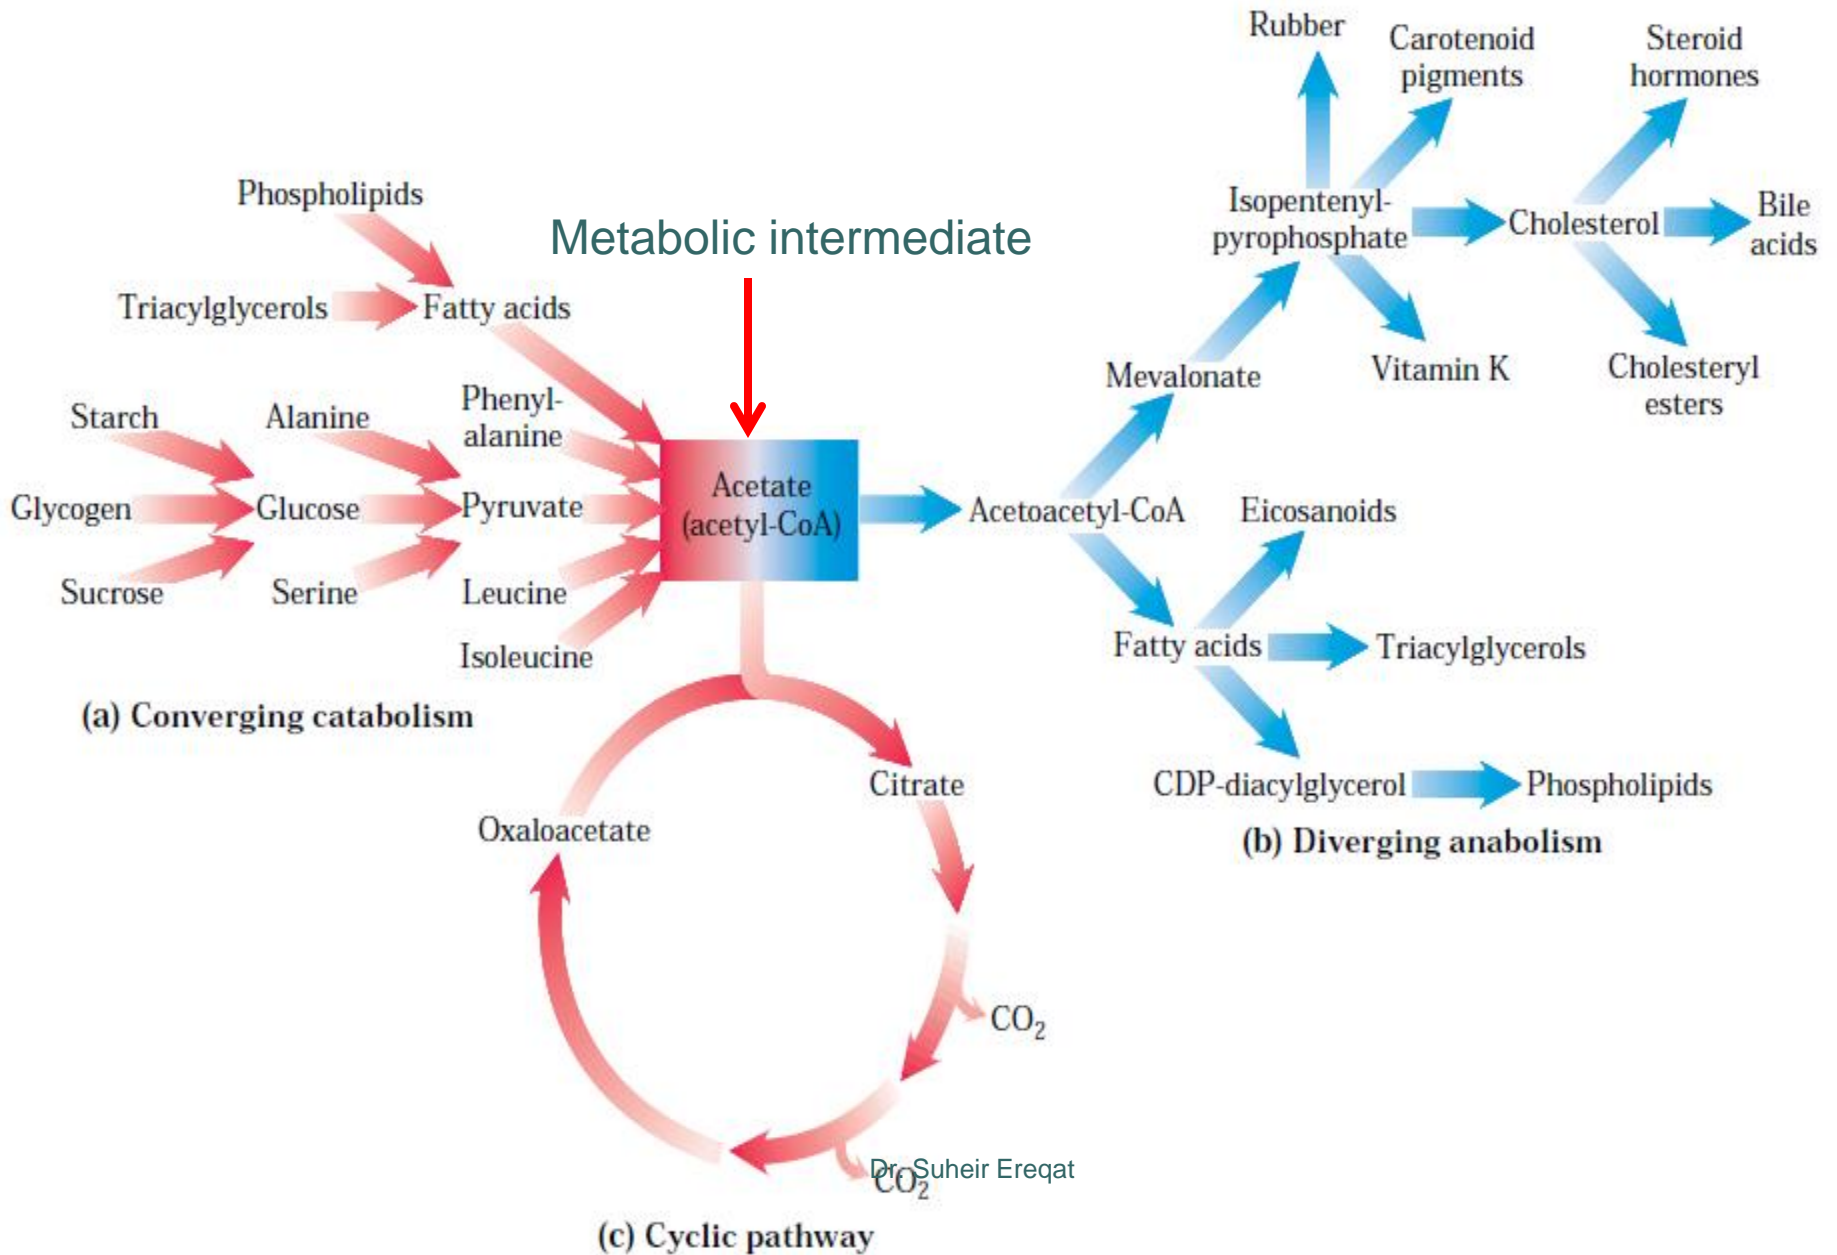 Rubber
Carotenoid
pigments
Steroid
hormones
Phospholipids
Metabolic intermediate
Isopentenyl-
pyrophosphate
Cholesterol
Bile
acids
Triacylglycerols
Fatty acids
Mevalonate
Vitamin K
Cholesteryl
esters
Starch
Alanine
Phenyl-
alanine
Glycogen
Glucose
Pyruvate
Acetate
(acetyl-CoA)
Acetoacetyl-CoA
Eicosanoids
Sucrose
Serine
Leucine
Isoleucine
Fatty acids
Triacylglycerols
(a) Converging catabolism
CDP-diacylglycerol
Phospholipids
(b) Diverging anabolism
Citrate
Oxaloacetate
CO2
Dr. Suheir Ereqat
CO2
(c) Cyclic pathway